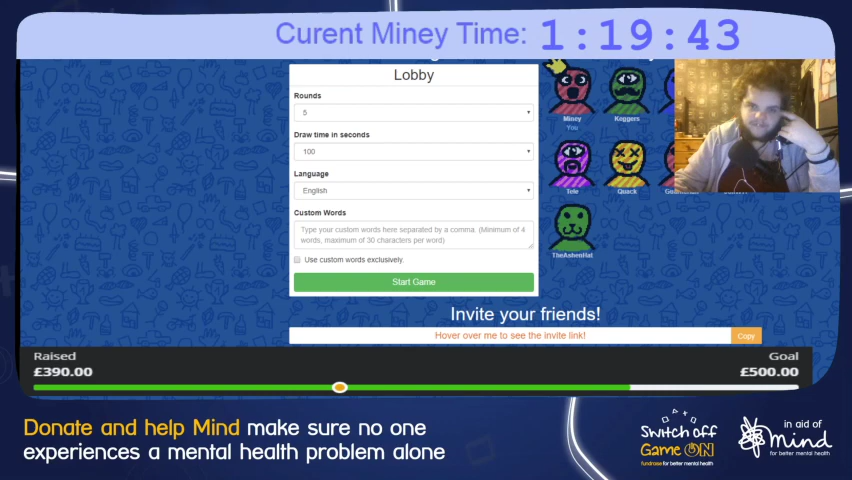 Curent Miney Time: 1:19:43
Lobby
Rounds
5
Draw time in seconds
100
Language
English
Custom Words
Type your custom words here separated by a comma. (Minimum of 4
words, maximum of 30 characters per word)
Use custom words exclusively.
Start Game
Miney
You
Keggers
Tele
Quack
TheAshenHat
Invite your friends!
Hover over me to see the invite link!
Copy
Raised
£390.00
Goal
£500.00
Donate and help Mind make sure no one
experiences a mental health problem alone
Switch off
Game ON
fundraise for better mental health
in aid of
mind
for better mental health